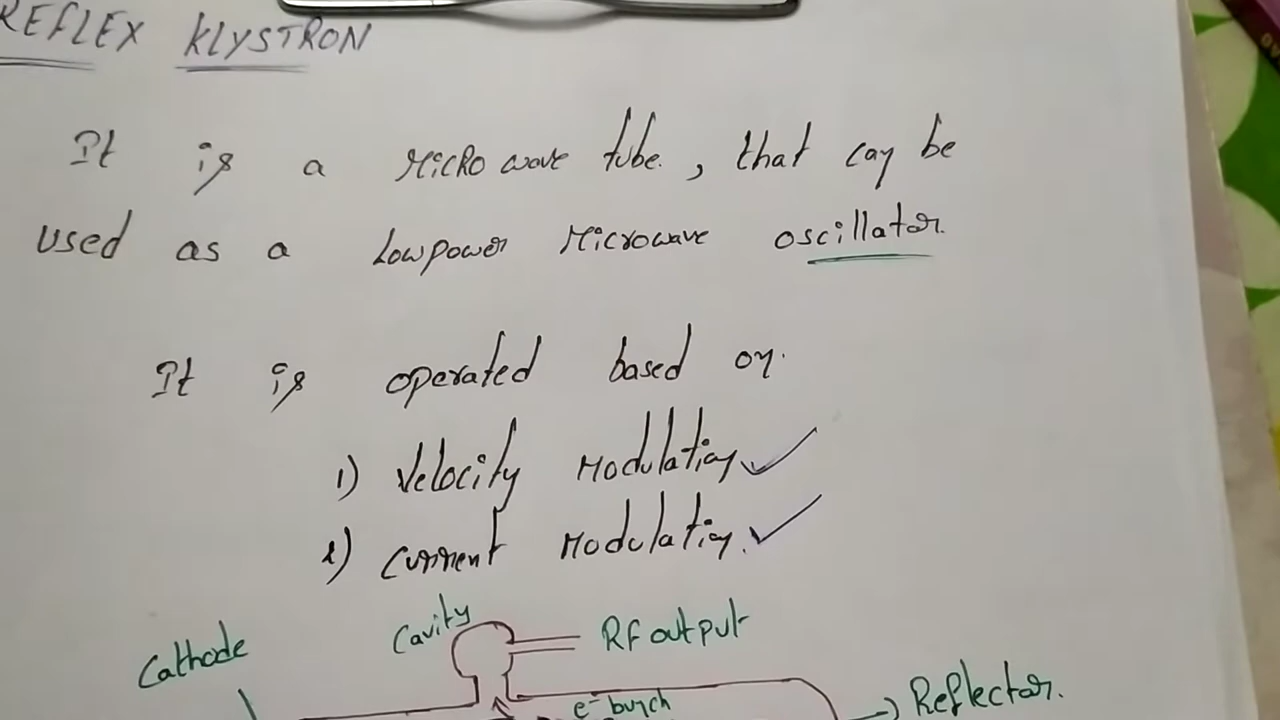 REFLEX KLYSTRON
It is a Microwave tube, that can be
used as a Lowpower Microwave oscillator.
It is operated based on.
1) Velocity Modulation
2) Current Modulation.
Cavity
RF output
Cathode
Reflector.
e- bunch